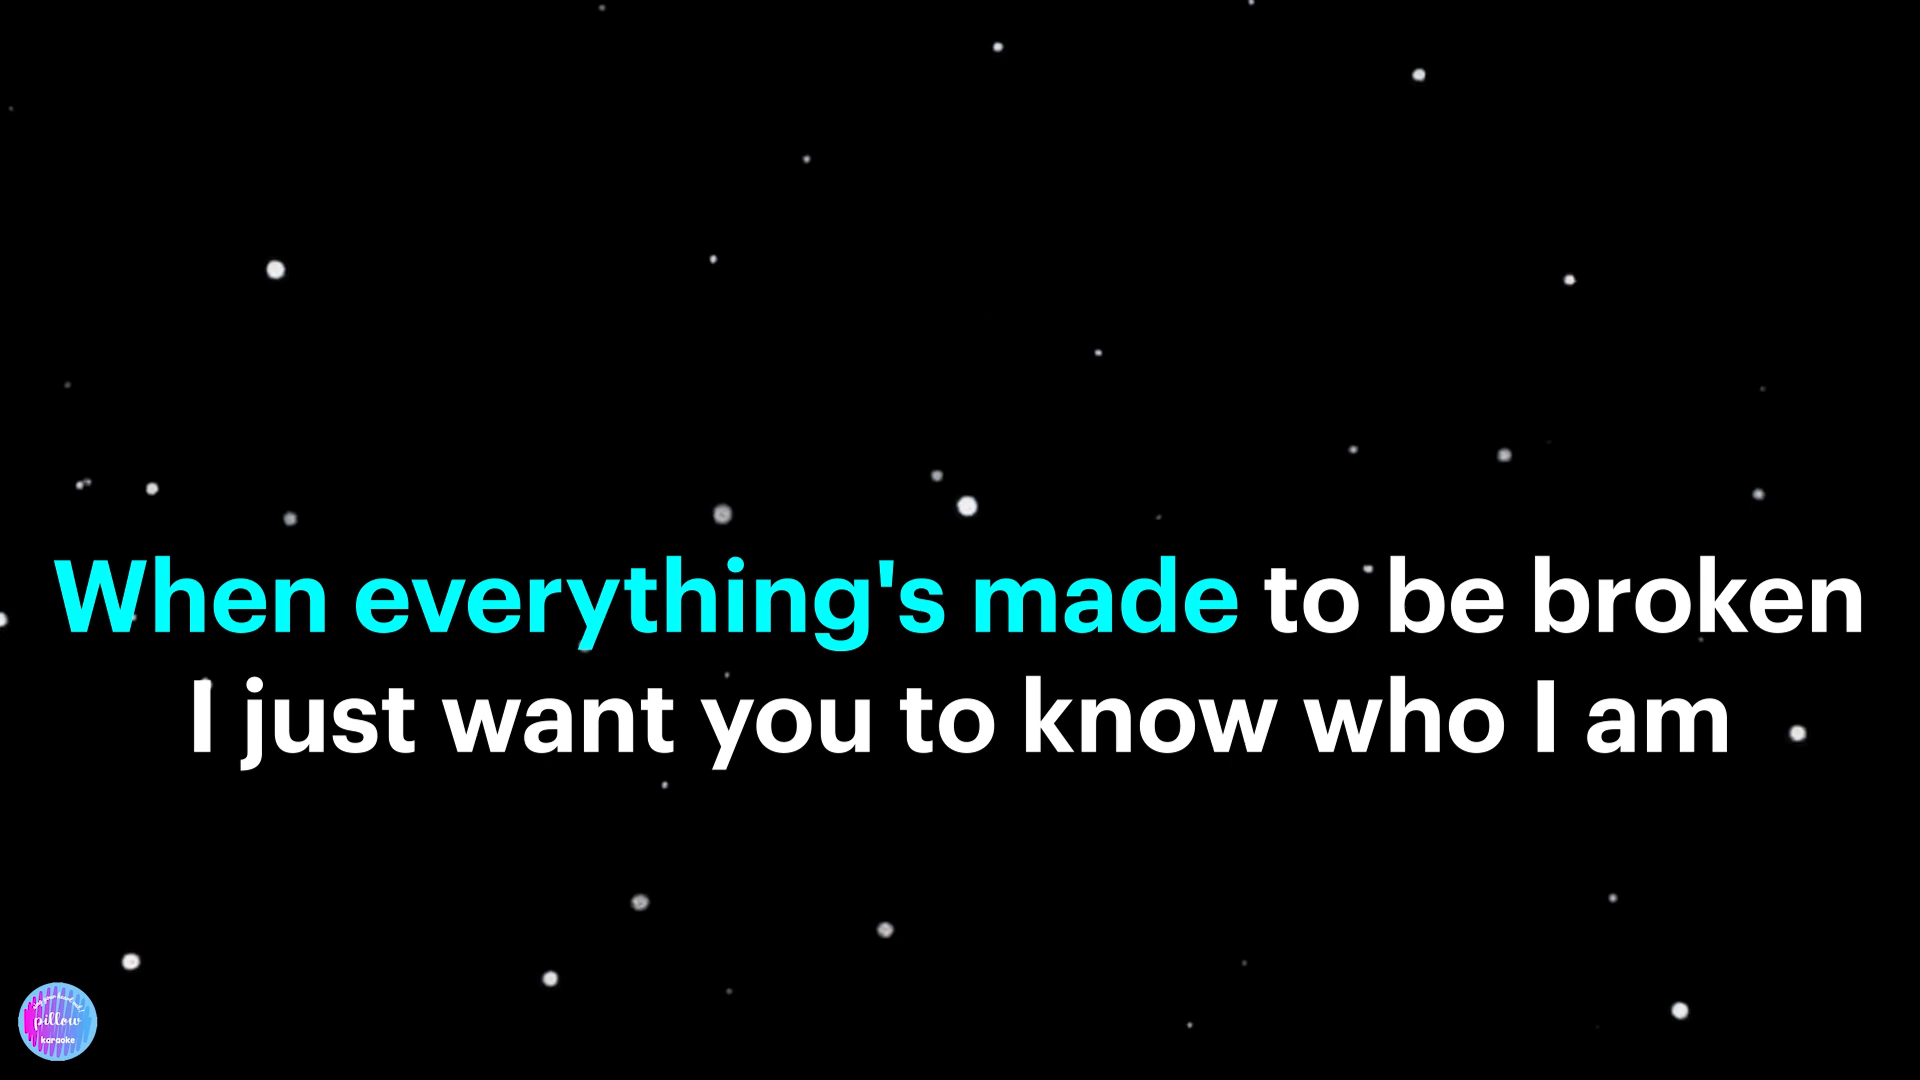 When everything's made to be broken
I just want you to know who I am
pillow
karaoke